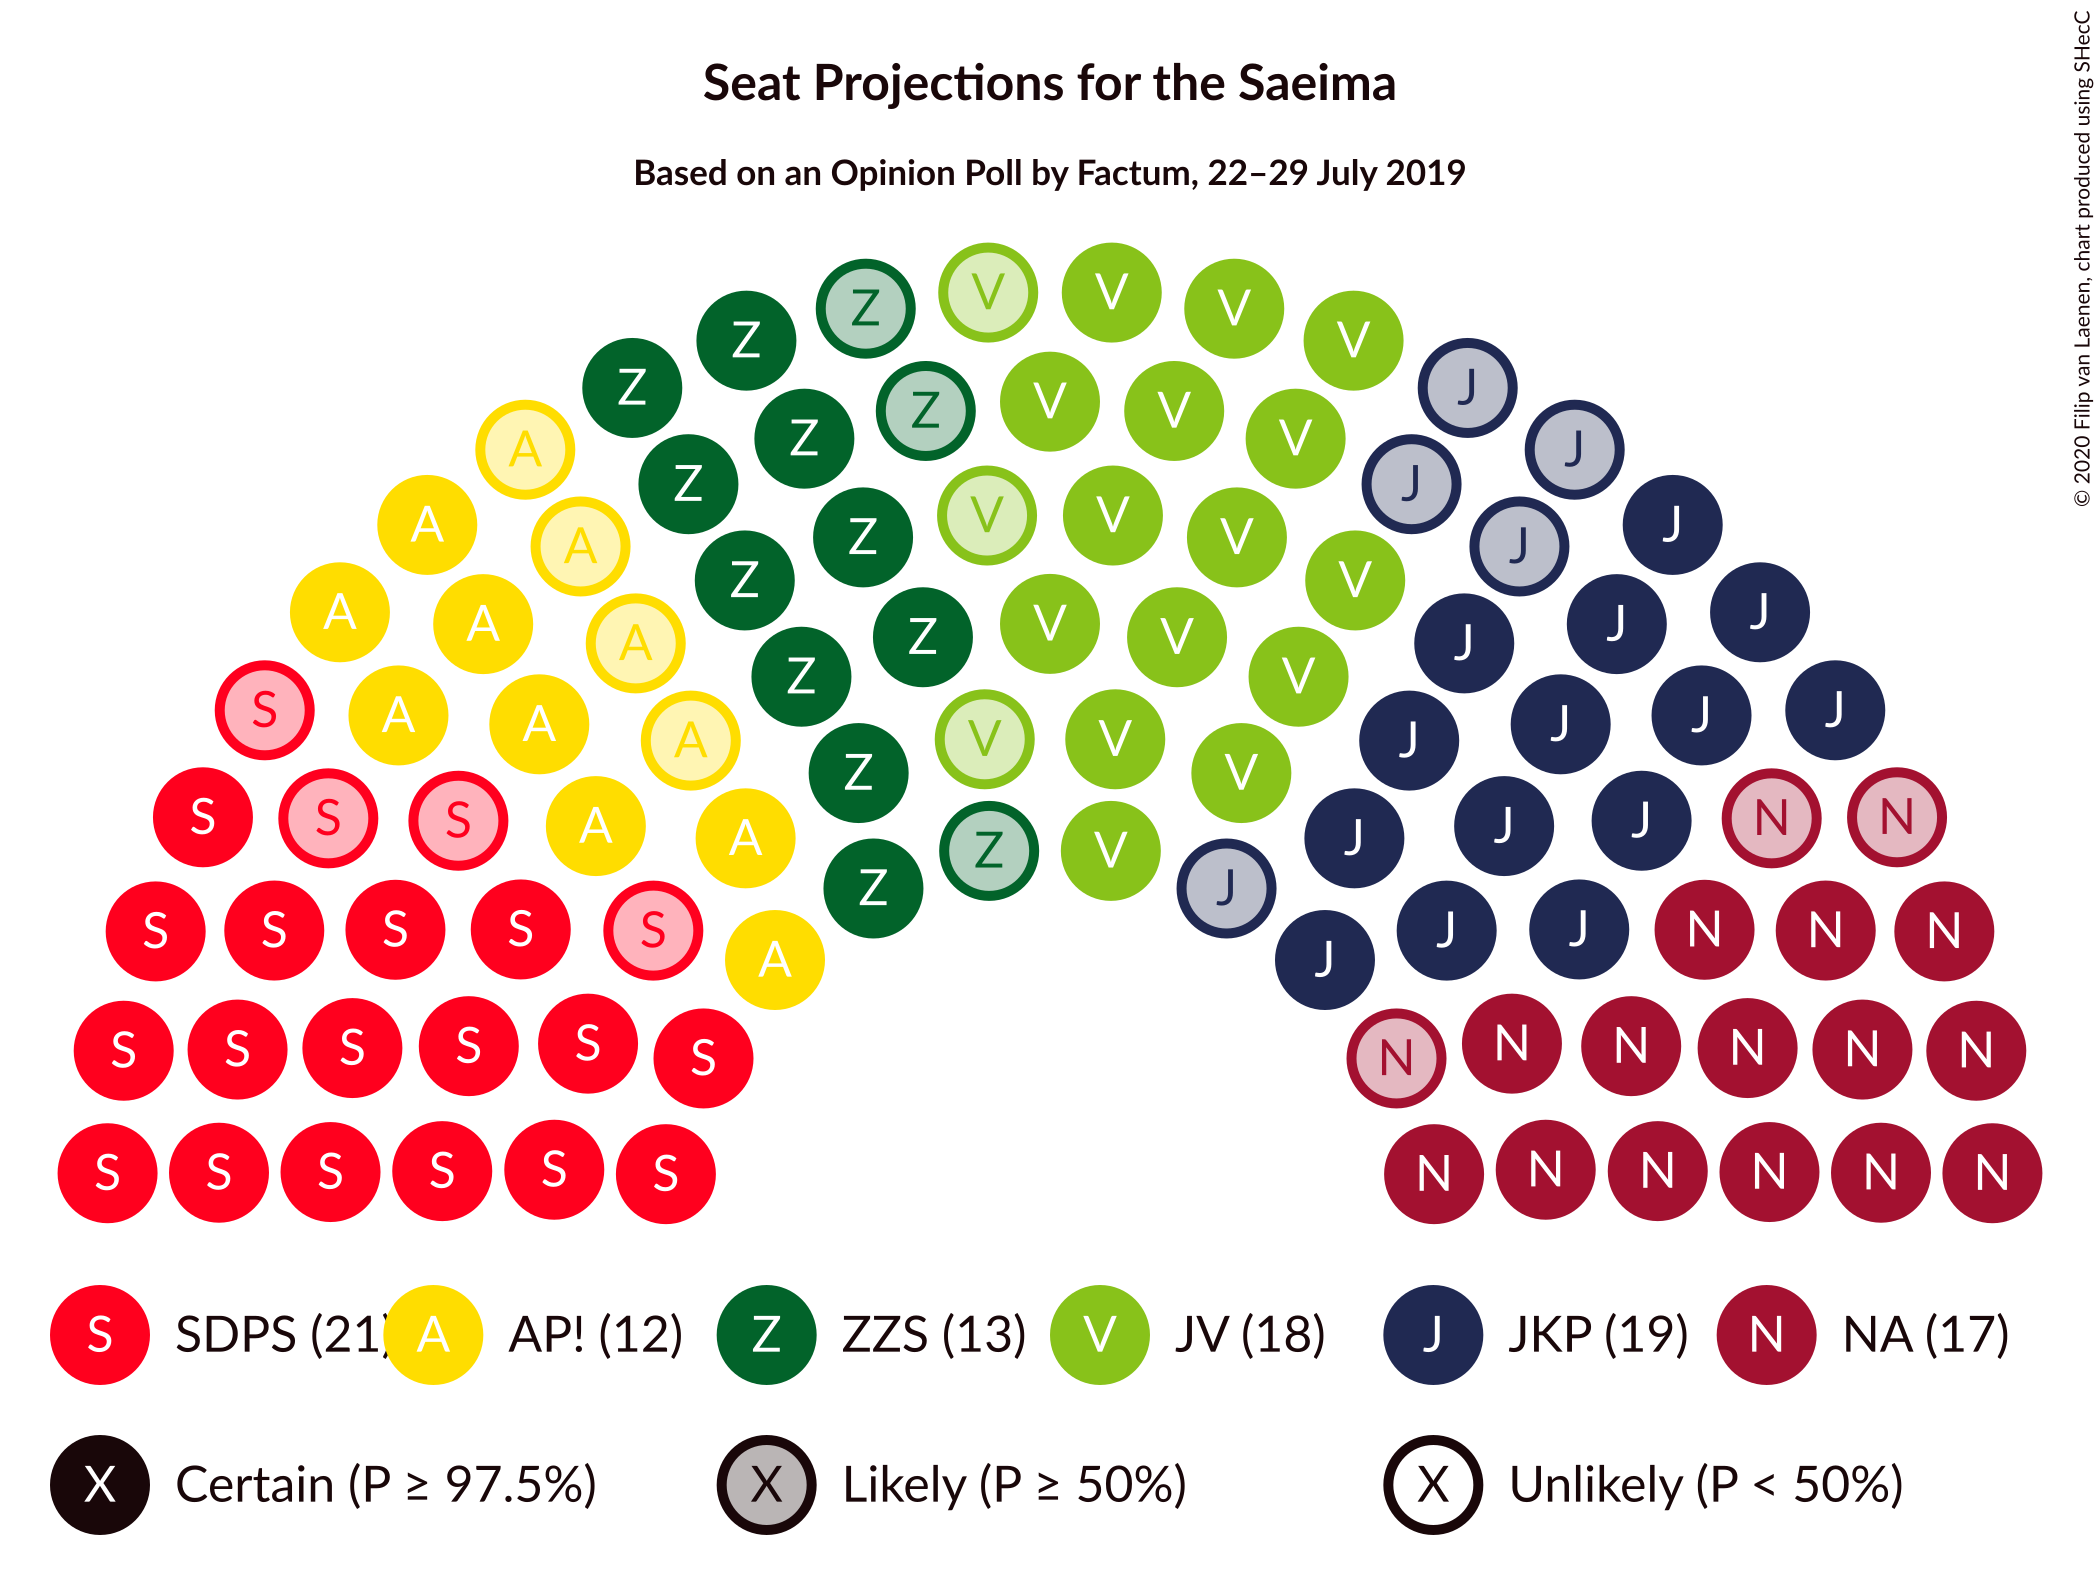 Seat Projections for the Saeima
Based on an Opinion Poll by Factum, 22–29 July 2019
© 2020 Filip van Laenen, chart produced using SHecC
Z V V V
Z Z V J
Z V V
A Z V J
A Z V V J
A Z Z V V J J
A A Z V J
A A Z V V J J
S A A A Z V V V J J J J
S S S A A Z V J J J N N
Z V
S S S S S A Z J J J J N N N
S S S S S S N N N N N N
S S S S S S N N N N N N
S SDPS (21) A AP! (12) Z ZZS (13) V JV (18) J JKP (19) N NA (17)
X Certain (P ≥ 97.5%) X Likely (P ≥ 50%) X Unlikely (P < 50%)